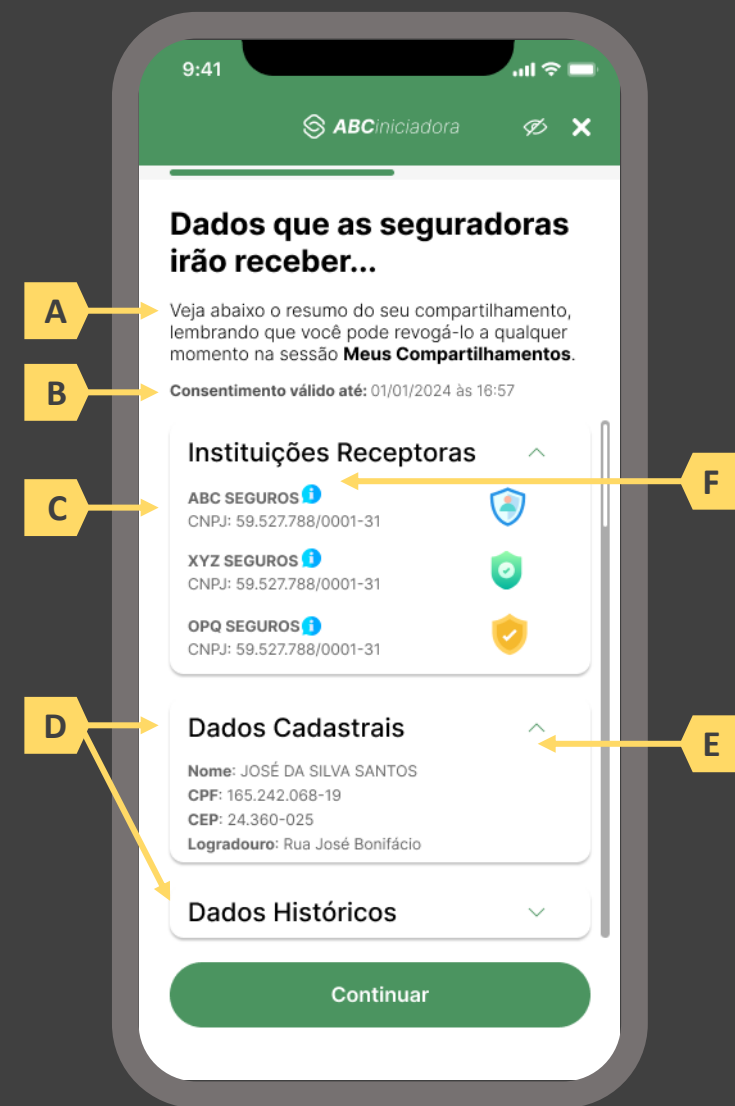 9:41
ABCiniciadora
Dados que as seguradoras
irão receber...
A
Veja abaixo o resumo do seu compartilhamento,
lembrando que você pode revogá-lo a qualquer
momento na sessão Meus Compartilhamentos.
B
Consentimento válido até: 01/01/2024 às 16:57
Instituições Receptoras
F
C
ABC SEGUROS i
CNPJ: 59.527.788/0001-31
XYZ SEGUROS i
CNPJ: 59.527.788/0001-31
OPQ SEGUROS i
CNPJ: 59.527.788/0001-31
D
Dados Cadastrais
E
Nome: JOSÉ DA SILVA SANTOS
CPF: 165.242.068-19
CEP: 24.360-025
Logradouro: Rua José Bonifácio
Dados Históricos
Continuar